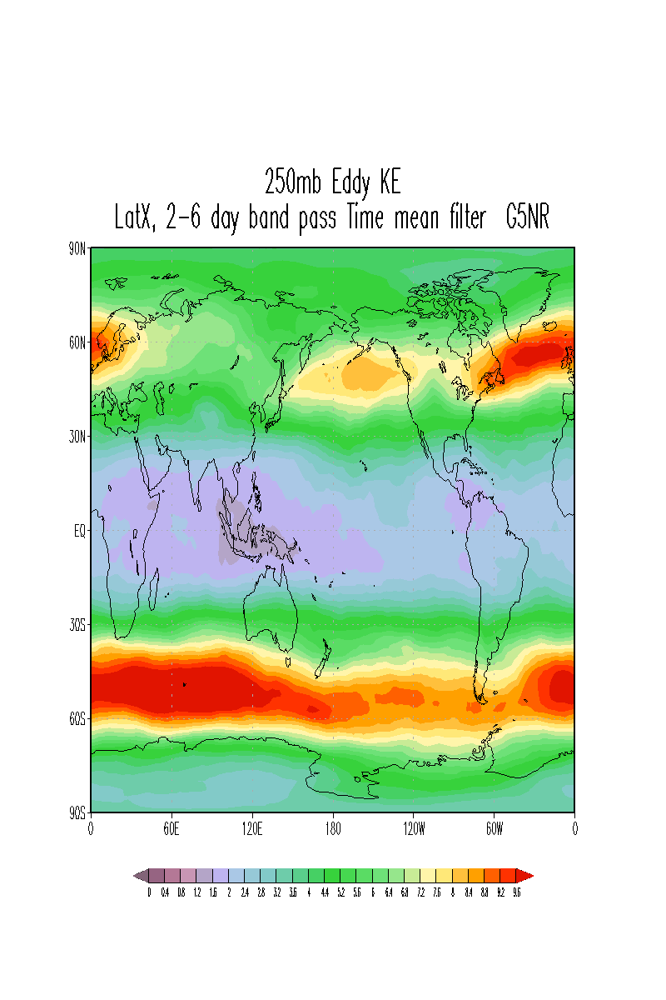 250mb Eddy KE
LatX, 2-6 day band pass Time mean filter G5NR
90N
60N
30N
EQ
30S
60S
90S
0 60E 120E 180 120W 60W 0
0 0.4 0.8 1.2 1.6 2 2.4 2.8 3.2 3.6 4 4.4 5.2 5.6 6 6.4 6.8 7.2 7.6 8 8.4 8.8 9.2 9.6